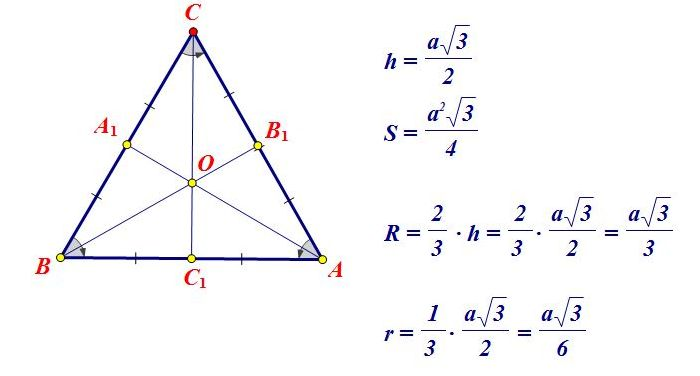 C
h = a√3/2
A₁
B₁
S = a²√3/4
O
R = 2/3 · h = 2/3 · a√3/2 = a√3/3
B
C₁
A
r = 1/3 · a√3/2 = a√3/6